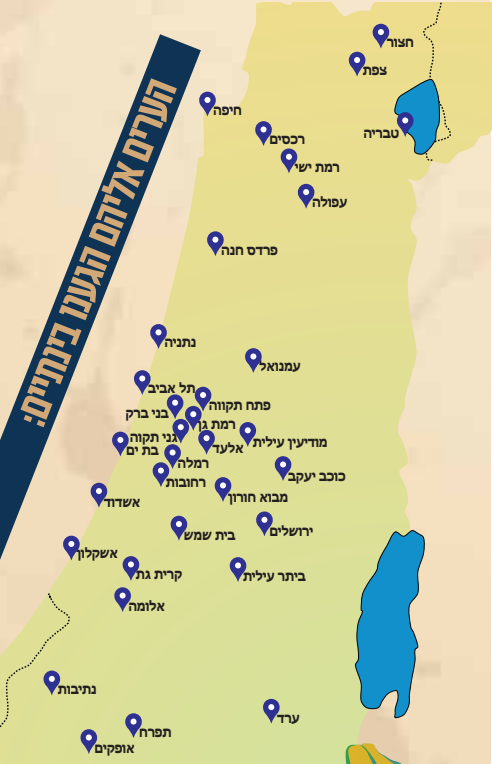 הערים אליהם הגענו בינתיים:
חצור
צפת
חיפה
טבריה
רכסים
רמת ישי
עפולה
פרדס חנה
נתניה
עמנואל
תל אביב
פתח תקווה
בני ברק
רמת גן
גני תקווה
מודיעין עילית
בת ים
אלעד
רמלה
כוכב יעקב
רחובות
מבוא חורון
אשדוד
ירושלים
בית שמש
אשקלון
קרית גת
ביתר עילית
אלומה
נתיבות
ערד
תפרח
אופקים